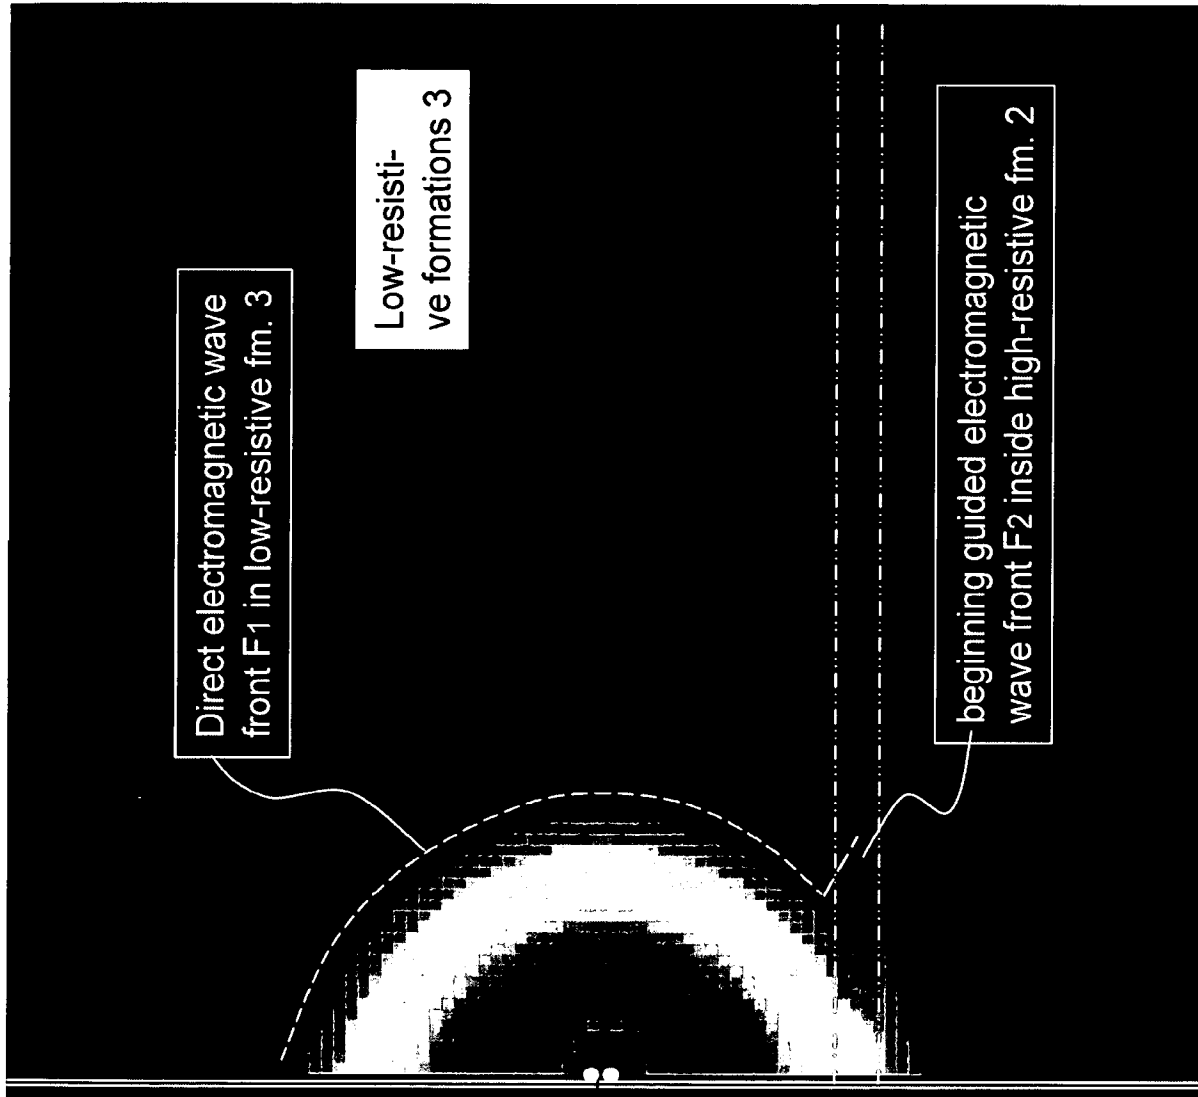 Direct electromagnetic wave
front F1 in low-resistive fm. 3
Low-resisti-
ve formations 3
beginning guided electromagnetic
wave front F2 inside high-resistive fm. 2